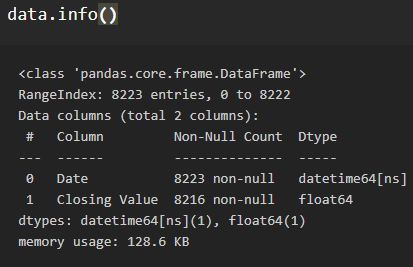 data.info()
<class 'pandas.core.frame.DataFrame'>
RangeIndex: 8223 entries, 0 to 8222
Data columns (total 2 columns):
 #   Column         Non-Null Count  Dtype
---  ------         --------------  -----
 0   Date           8223 non-null   datetime64[ns]
 1   Closing Value  8216 non-null   float64
dtypes: datetime64[ns](1), float64(1)
memory usage: 128.6 KB